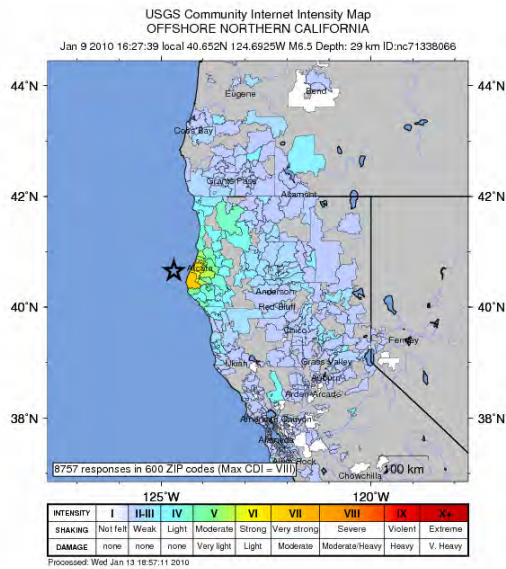 USGS Community Internet Intensity Map
OFFSHORE NORTHERN CALIFORNIA
Jan 9 2010 16:27:39 local 40.652N 124.6925W M6.5 Depth: 29 km ID:nc71338066
44°N
Eugene
Bend
44°N
Coos Bay
Grants Pass
42°N
Altamont
42°N
Arcata
40°N
Anderson
Red Bluff
40°N
Chico
Fernley
Ukiah
Grass Valley
Auburn
Arden-Arcade
38°N
American Canyon
38°N
Alameda
8757 responses in 600 ZIP codes (Max CDI = VIII)
Chowchilla
100 km
125°W
120°W
INTENSITY I II-III IV V VI VII VIII IX X+
SHAKING Not felt Weak Light Moderate Strong Very strong Severe Violent Extreme
DAMAGE none none none Very light Light Moderate Moderate/Heavy Heavy V. Heavy
Processed: Wed Jan 13 18:57:11 2010